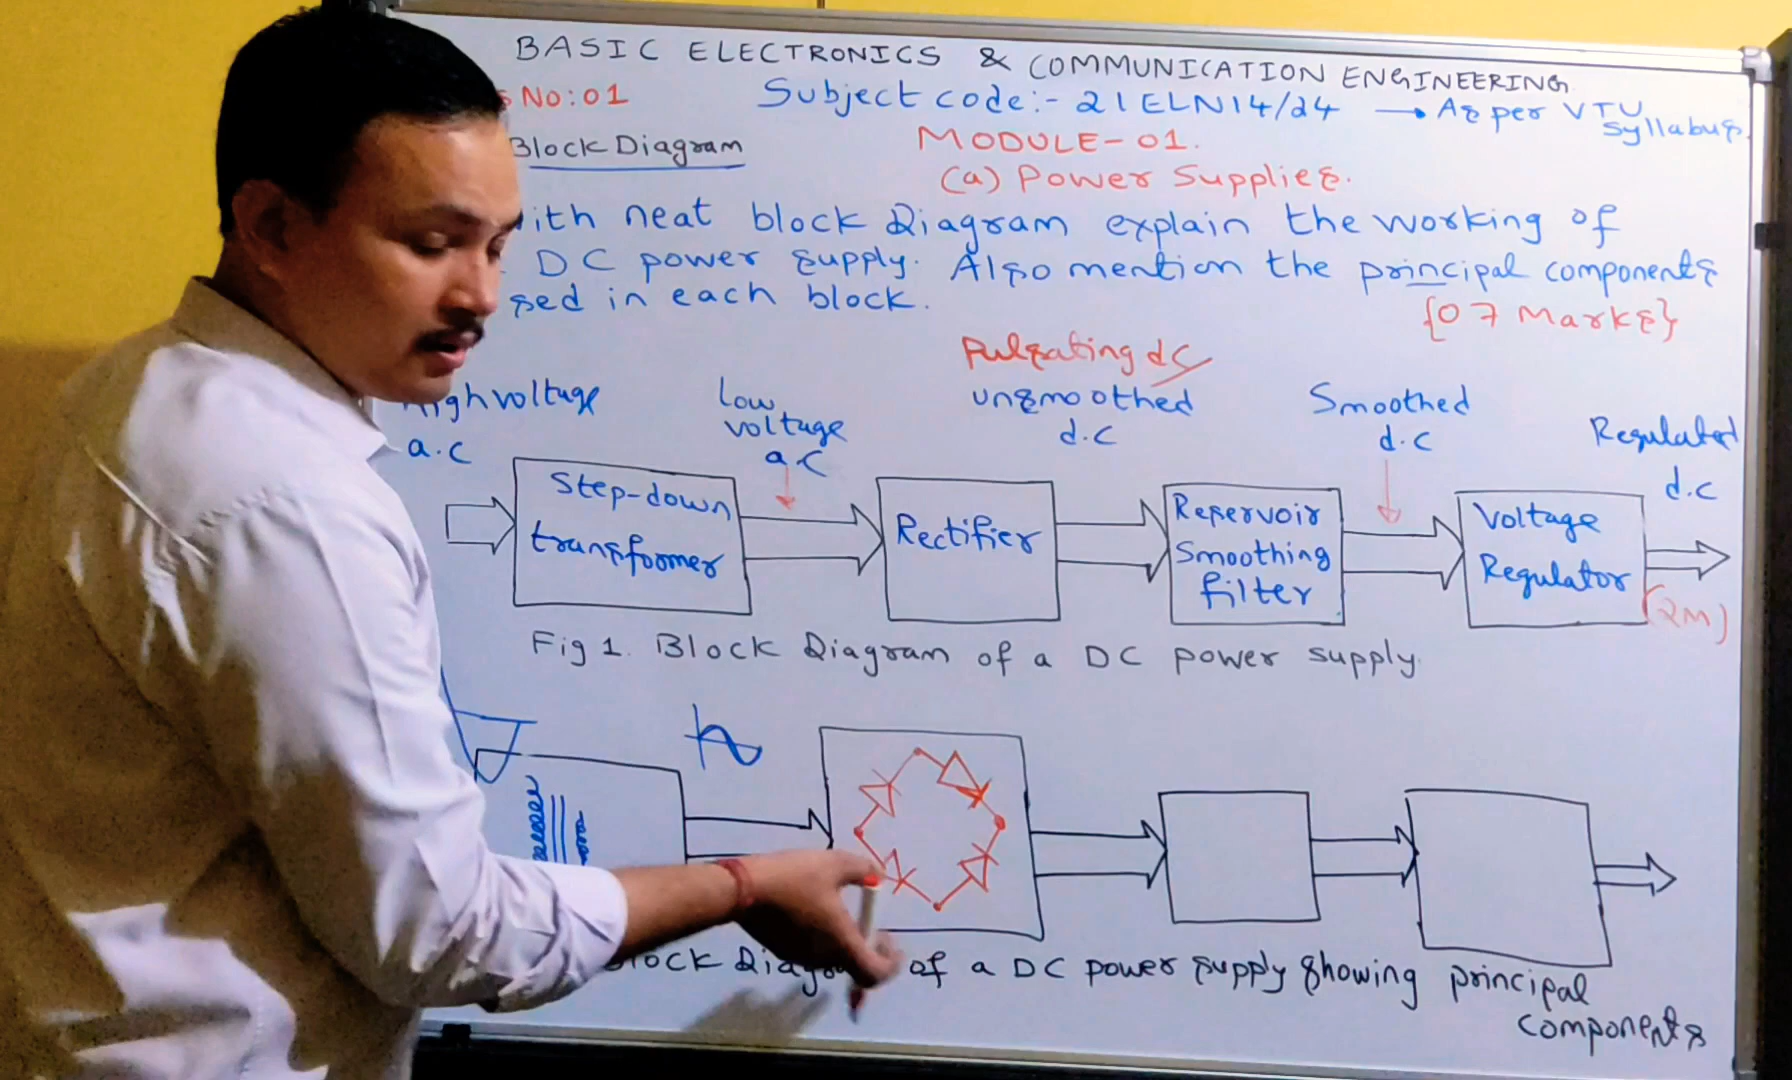 BASIC ELECTRONICS & COMMUNICATION ENGINEERING
No:01 Subject code:- 21ELN14/24 → As per VTU syllabus.
Block Diagram MODULE-01.
(a) Power Supplies.
ith neat block Diagram explain the working of
DC power supply. Also mention the principal components
sed in each block.
{07 Marks}
Pulsating dc
High voltage a.c
Low voltage a.c
unsmoothed d.c
Smoothed d.c
Regulated d.c
Step-down transformer
Rectifier
Reservoir Smoothing filter
Voltage Regulator
(2M)
Fig 1. Block Diagram of a DC power supply.
Block Diagram of a DC power supply showing principal
components